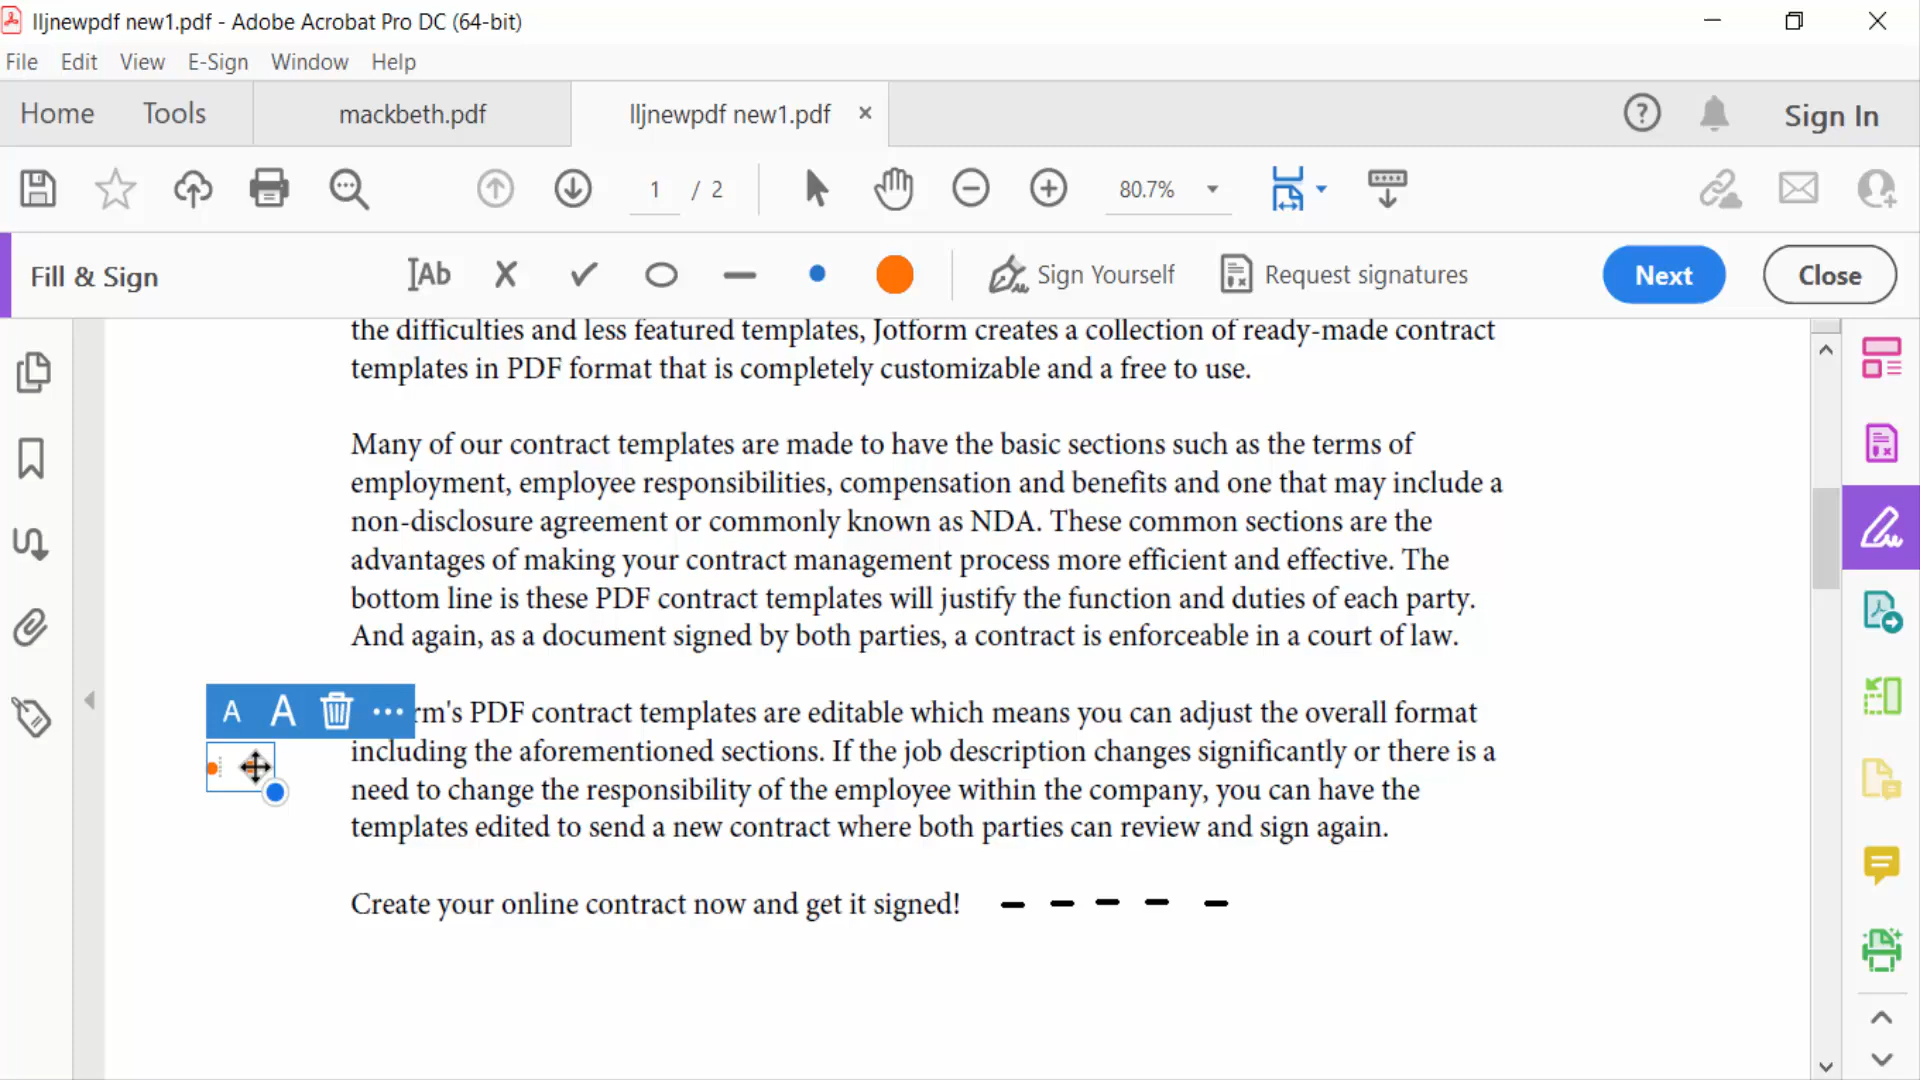 lljnewpdf new1.pdf - Adobe Acrobat Pro DC (64-bit)
File Edit View E-Sign Window Help
Home Tools mackbeth.pdf lljnewpdf new1.pdf × Sign In
1 / 2 80.7%
Fill & Sign Ab Sign Yourself Request signatures Next Close
the difficulties and less featured templates, Jotform creates a collection of ready-made contract
templates in PDF format that is completely customizable and a free to use.
Many of our contract templates are made to have the basic sections such as the terms of
employment, employee responsibilities, compensation and benefits and one that may include a
non-disclosure agreement or commonly known as NDA. These common sections are the
advantages of making your contract management process more efficient and effective. The
bottom line is these PDF contract templates will justify the function and duties of each party.
And again, as a document signed by both parties, a contract is enforceable in a court of law.
A A ··· rm's PDF contract templates are editable which means you can adjust the overall format
including the aforementioned sections. If the job description changes significantly or there is a
need to change the responsibility of the employee within the company, you can have the
templates edited to send a new contract where both parties can review and sign again.
Create your online contract now and get it signed!